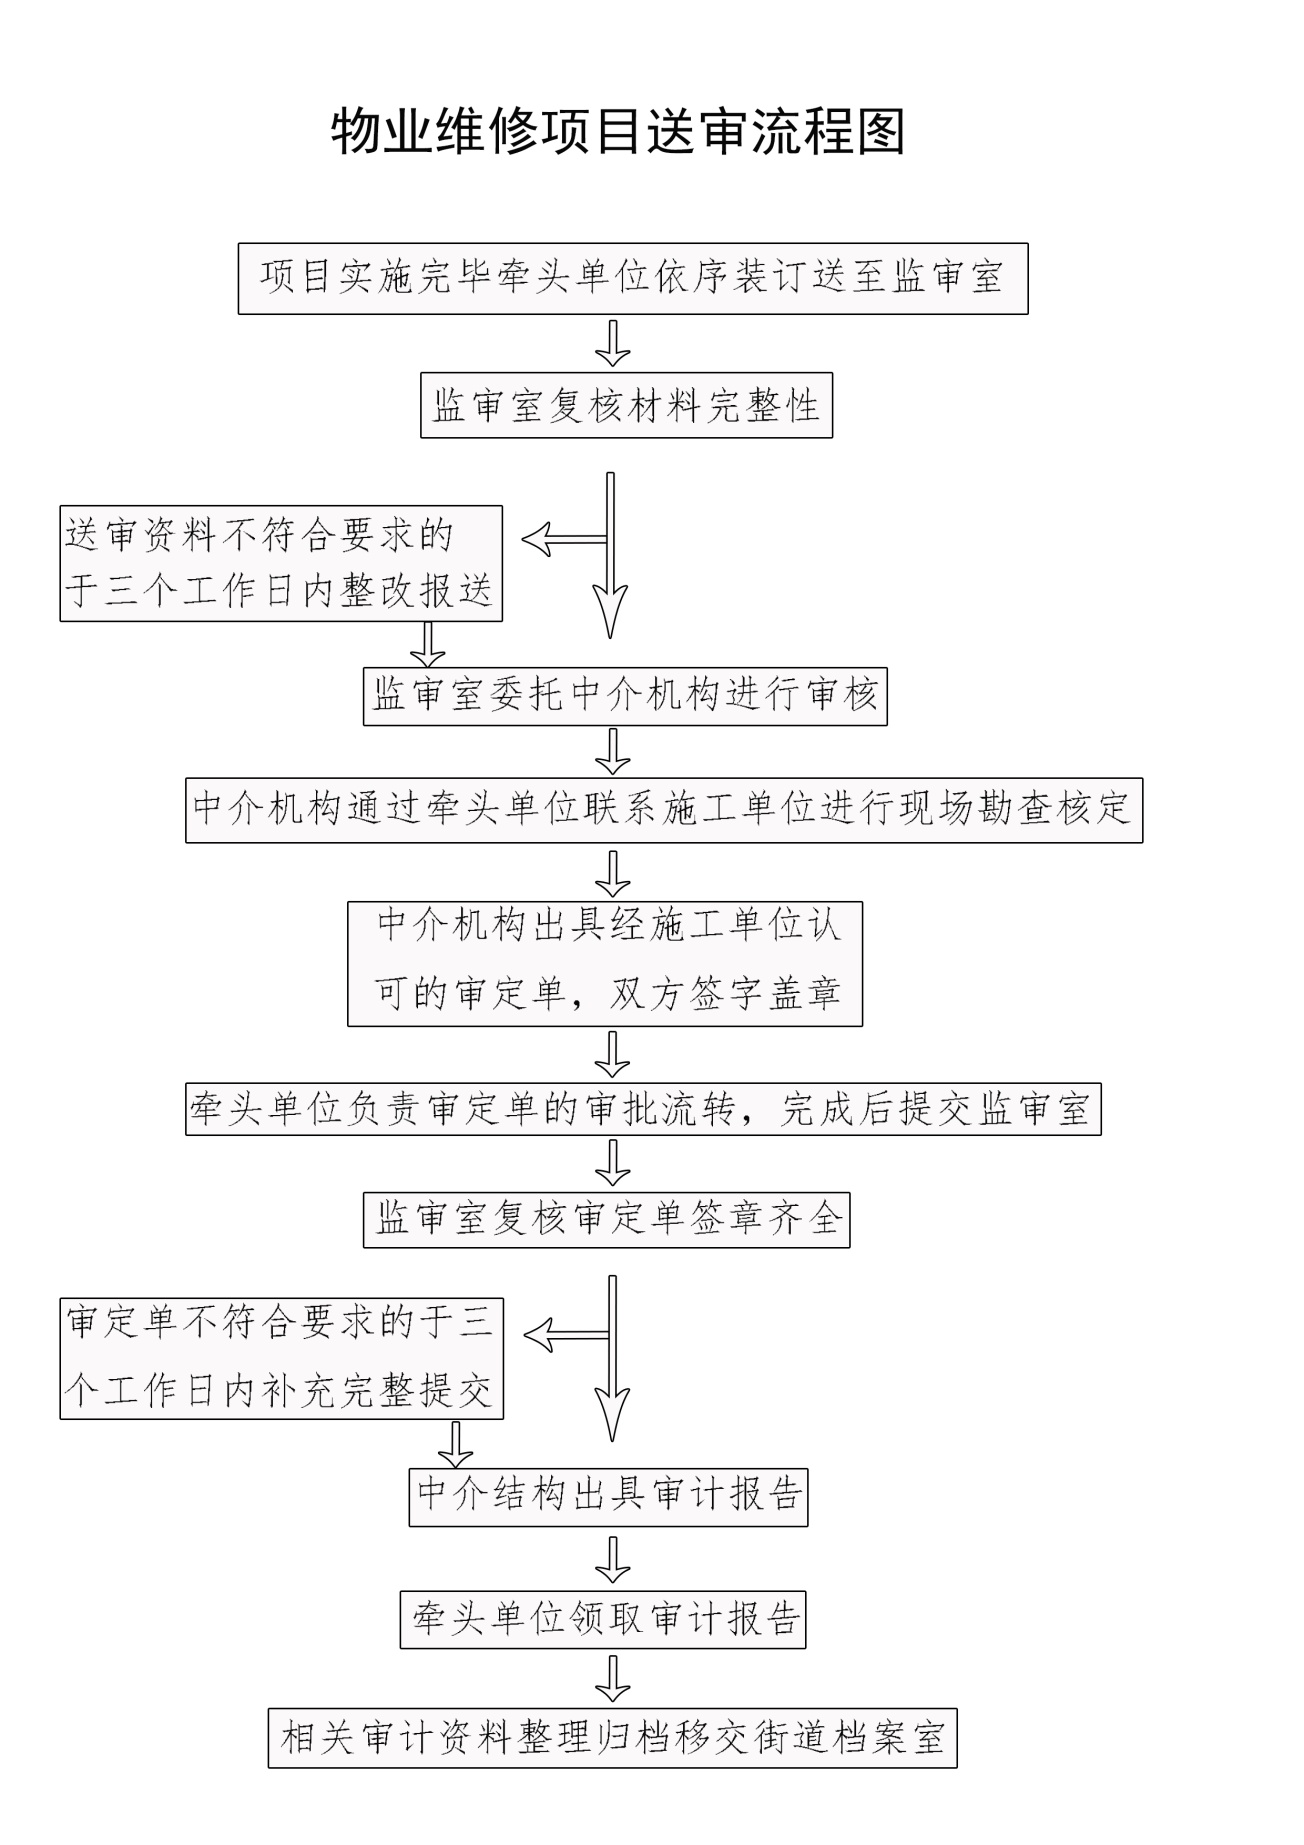 物业维修项目送审流程图
项目实施完毕牵头单位依序装订送至监审室
监审室复核材料完整性
送审资料不符合要求的
于三个工作日内整改报送
监审室委托中介机构进行审核
中介机构通过牵头单位联系施工单位进行现场勘查核定
中介机构出具经施工单位认
可的审定单，双方签字盖章
牵头单位负责审定单的审批流转，完成后提交监审室
监审室复核审定单签章齐全
审定单不符合要求的于三
个工作日内补充完整提交
中介结构出具审计报告
牵头单位领取审计报告
相关审计资料整理归档移交街道档案室